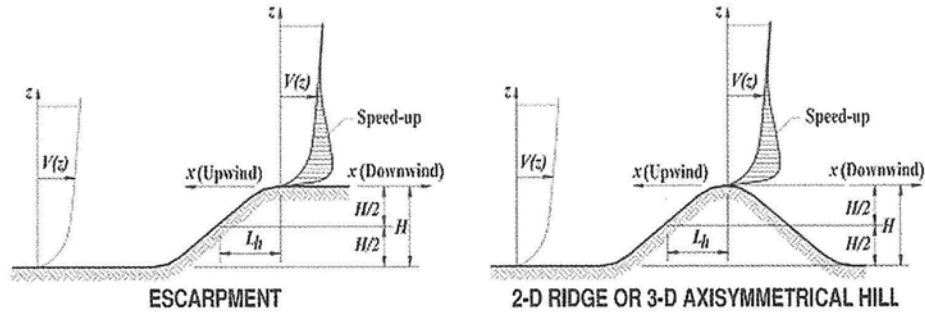 z
V(z)
Speed-up
z
V(z)
x (Upwind)
x (Downwind)
H/2
H
H/2
L_h
ESCARPMENT
z
V(z)
Speed-up
z
V(z)
x (Upwind)
x (Downwind)
H/2
H
H/2
L_h
2-D RIDGE OR 3-D AXISYMMETRICAL HILL